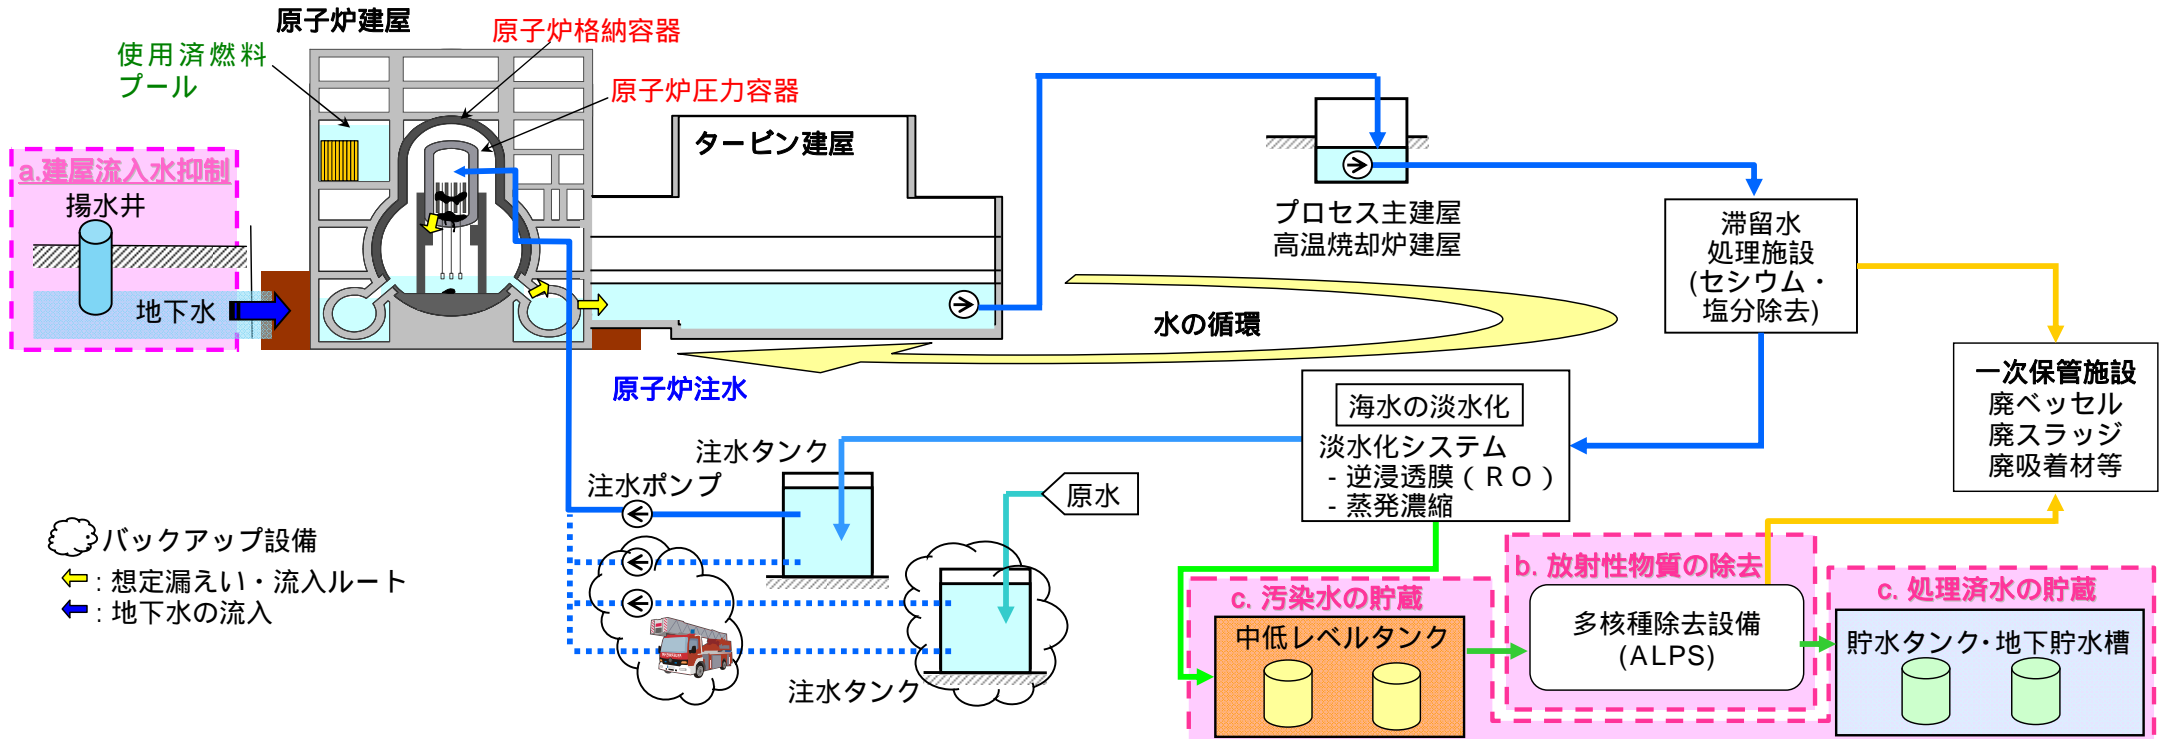 原子炉建屋
原子炉格納容器
使用済燃料
プール
原子炉圧力容器
タービン建屋
a.建屋流入水抑制
揚水井
地下水
プロセス主建屋
高温焼却炉建屋
滞留水
処理施設
(セシウム・
塩分除去)
水の循環
原子炉注水
一次保管施設
廃ベッセル
廃スラッジ
廃吸着材等
海水の淡水化
淡水化システム
- 逆浸透膜(RO)
- 蒸発濃縮
注水タンク
注水ポンプ
原水
バックアップ設備
: 想定漏えい・流入ルート
: 地下水の流入
注水タンク
b. 放射性物質の除去
多核種除去設備
(ALPS)
c. 汚染水の貯蔵
中低レベルタンク
c. 処理済水の貯蔵
貯水タンク・地下貯水槽